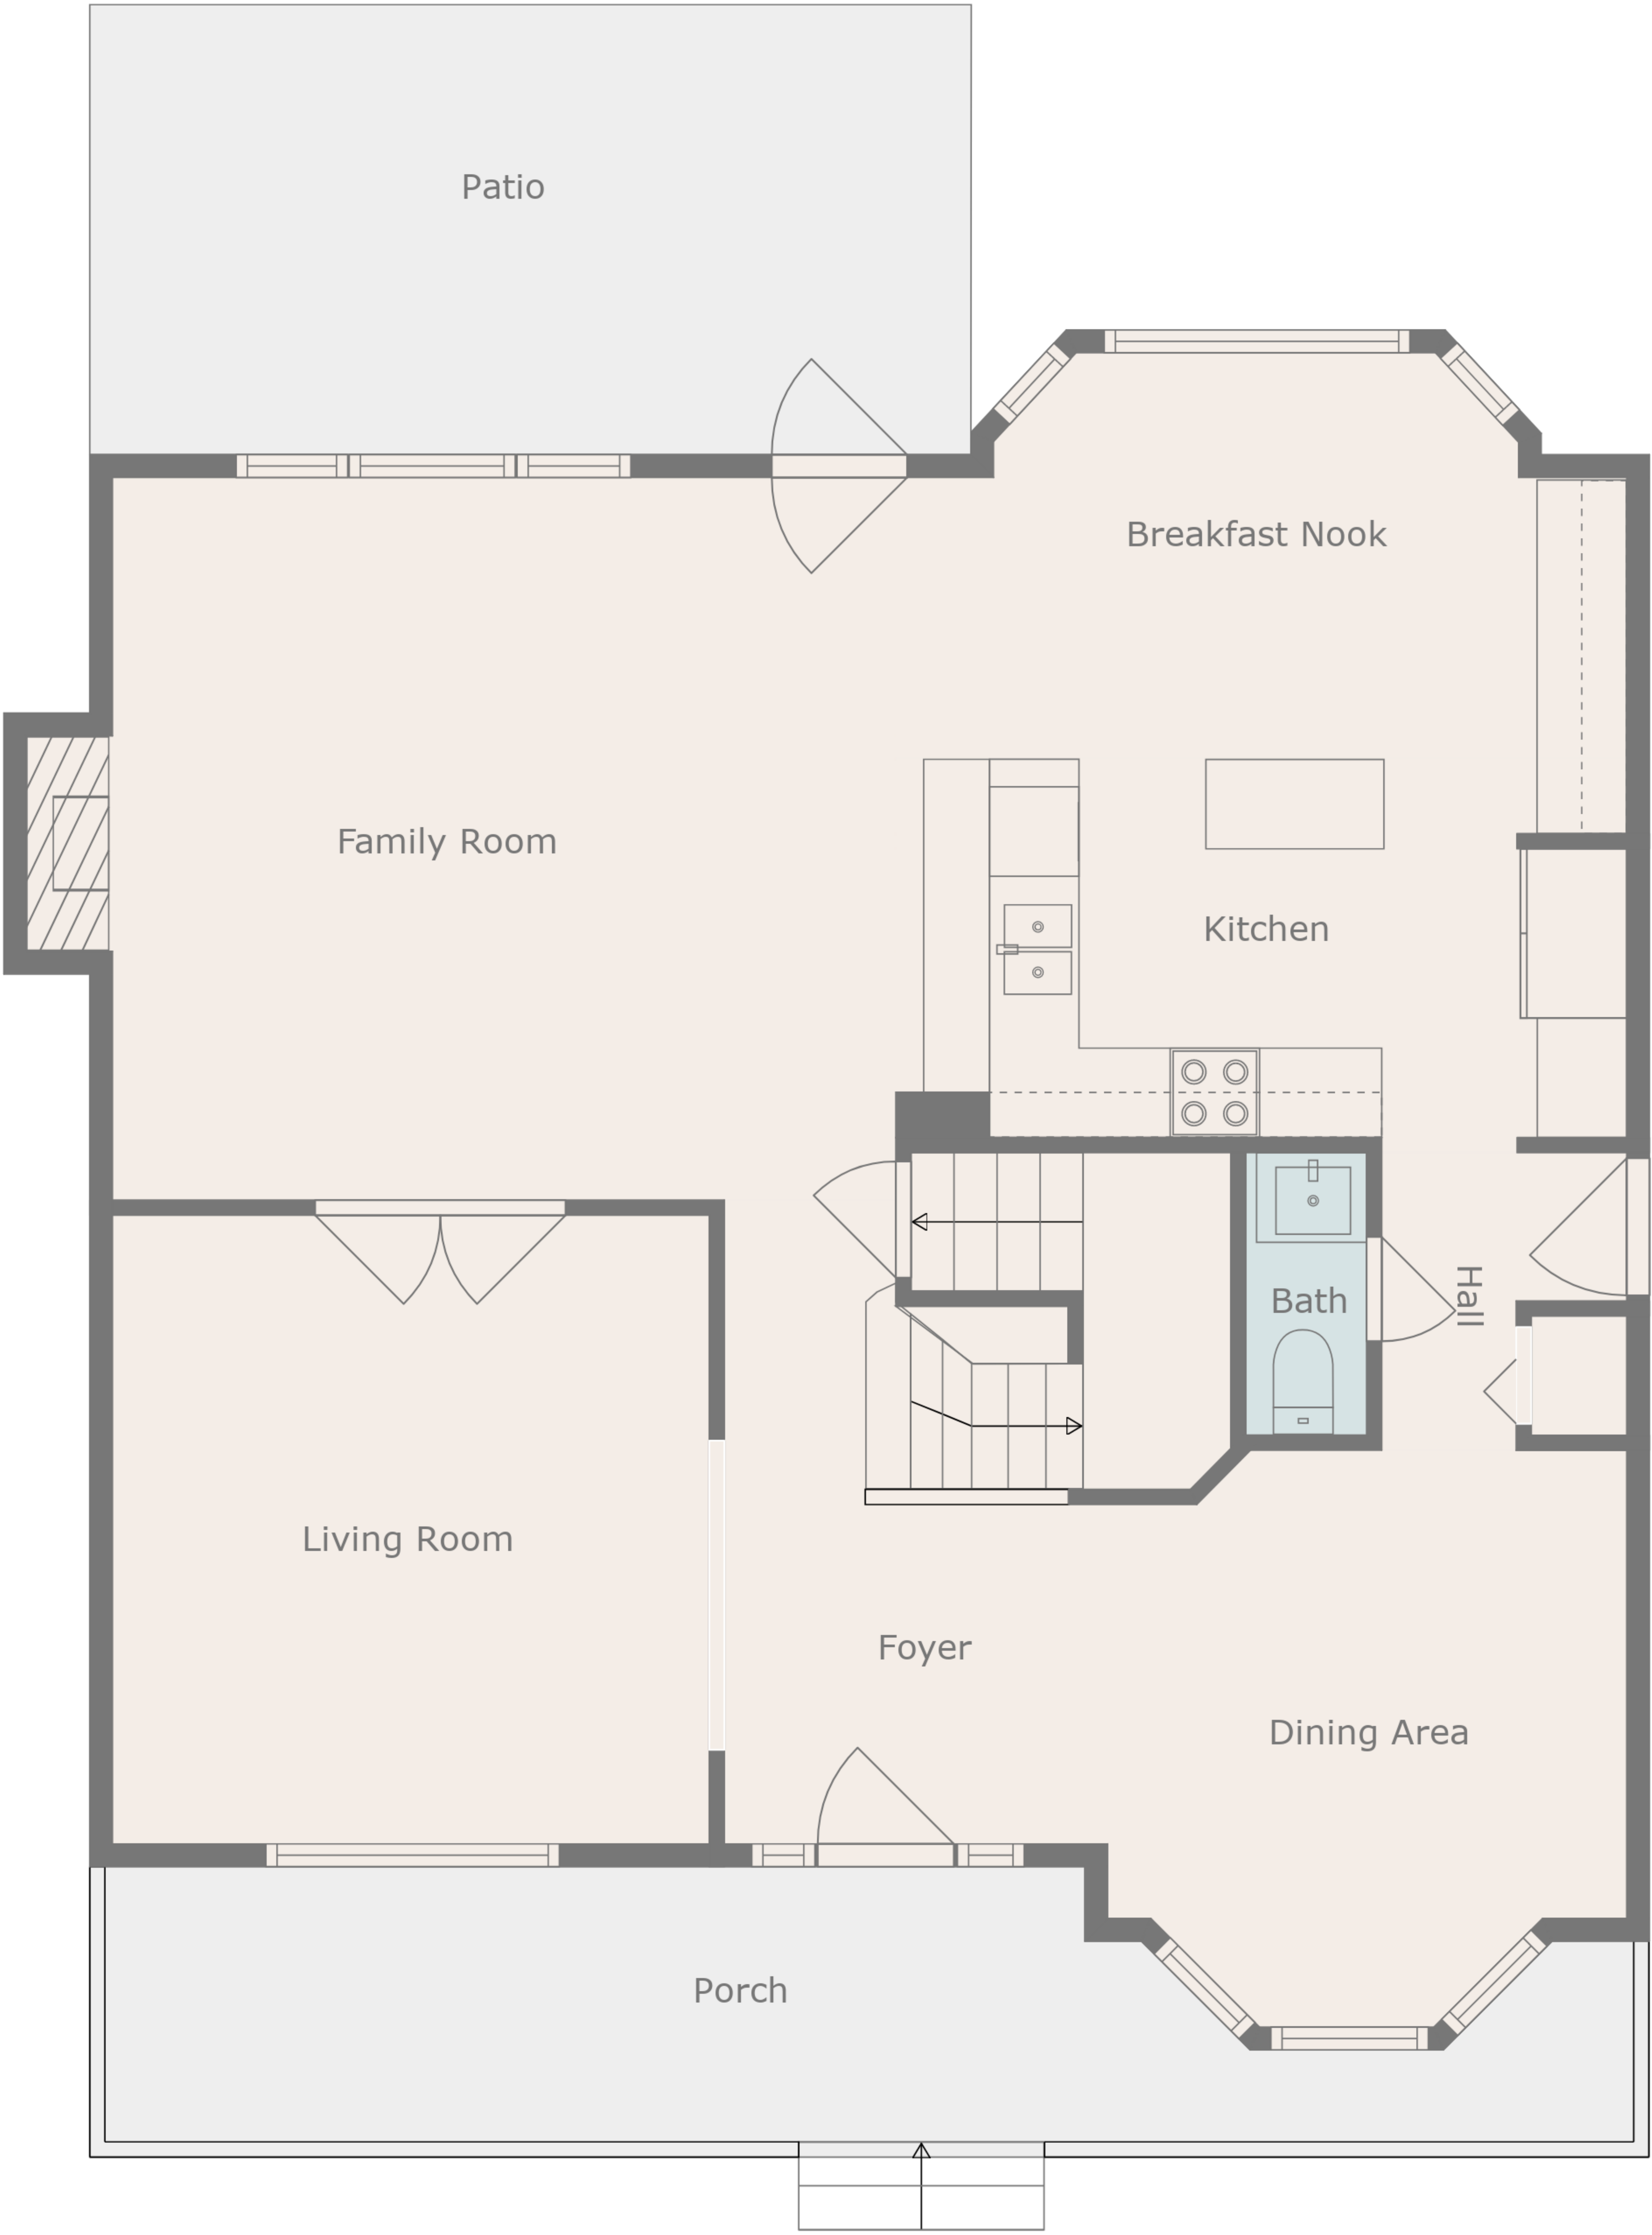 Patio
Breakfast Nook
Family Room
Kitchen
Bath
Hall
Living Room
Foyer
Dining Area
Porch